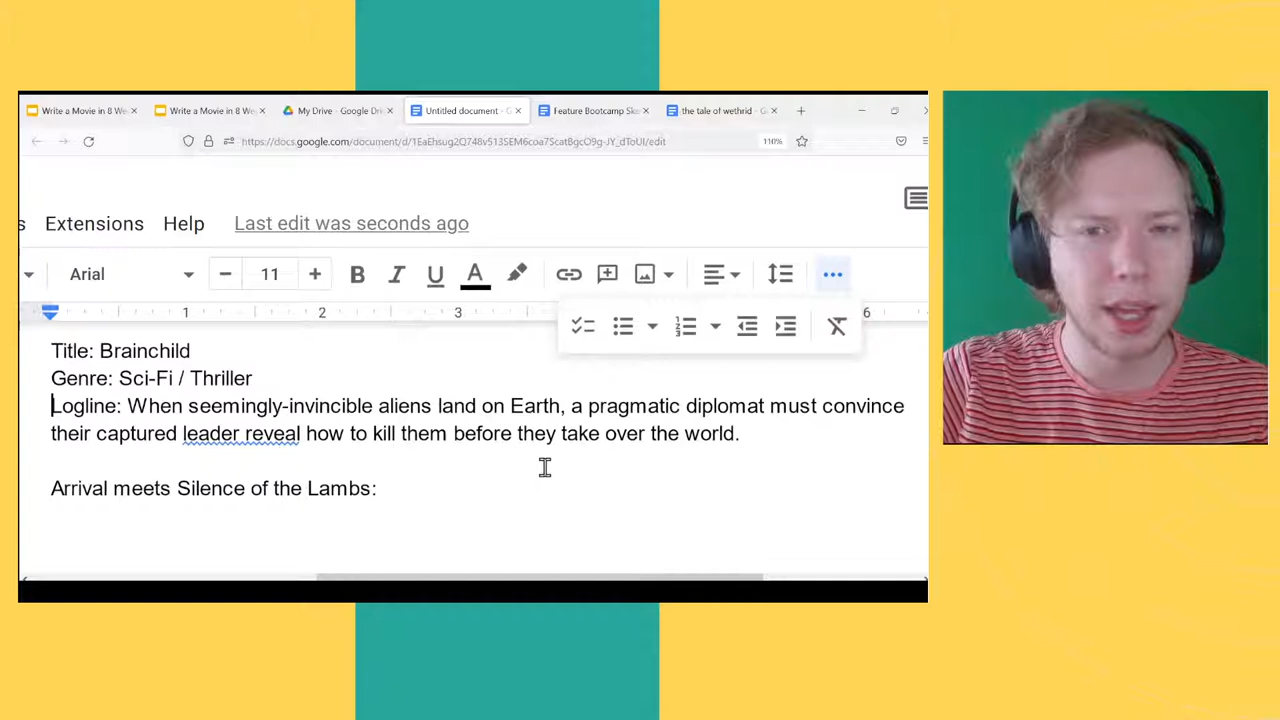 Write a Movie in 8 We
Write a Movie in 8 We
My Drive - Google Dri
Untitled document - G
Feature Bootcamp Ske
the tale of wethrid - G
https://docs.google.com/document/d/
110%
Extensions
Help
Last edit was seconds ago
Arial
11
B
I
U
A
1
2
3
6
Title: Brainchild
Genre: Sci-Fi / Thriller
Logline: When seemingly-invincible aliens land on Earth, a pragmatic diplomat must convince
their captured leader reveal how to kill them before they take over the world.
Arrival meets Silence of the Lambs: